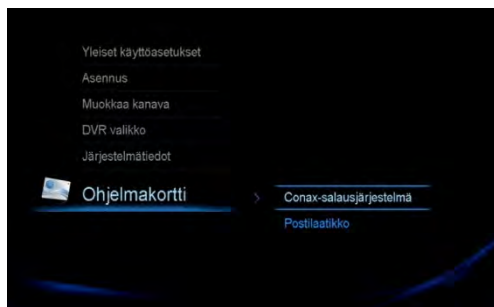 Yleiset käyttöasetukset
Asennus
Muokkaa kanava
DVR valikko
Järjestelmätiedot
Ohjelmakortti
Conax-salausjärjestelmä
Postilaatikko